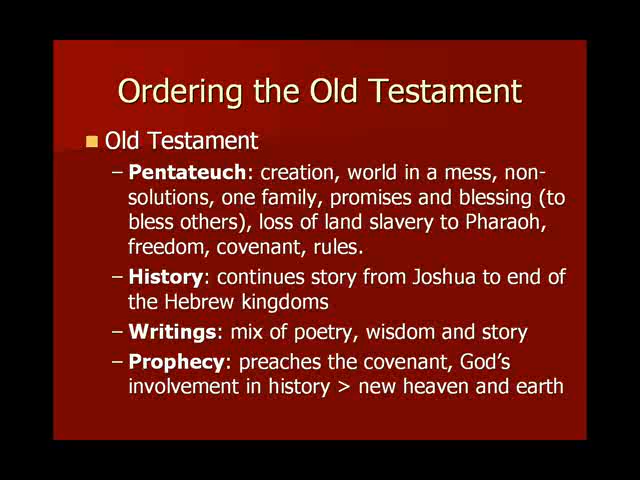 Ordering the Old Testament
Old Testament
– Pentateuch: creation, world in a mess, non-
solutions, one family, promises and blessing (to
bless others), loss of land slavery to Pharaoh,
freedom, covenant, rules.
– History: continues story from Joshua to end of
the Hebrew kingdoms
– Writings: mix of poetry, wisdom and story
– Prophecy: preaches the covenant, God's
involvement in history > new heaven and earth